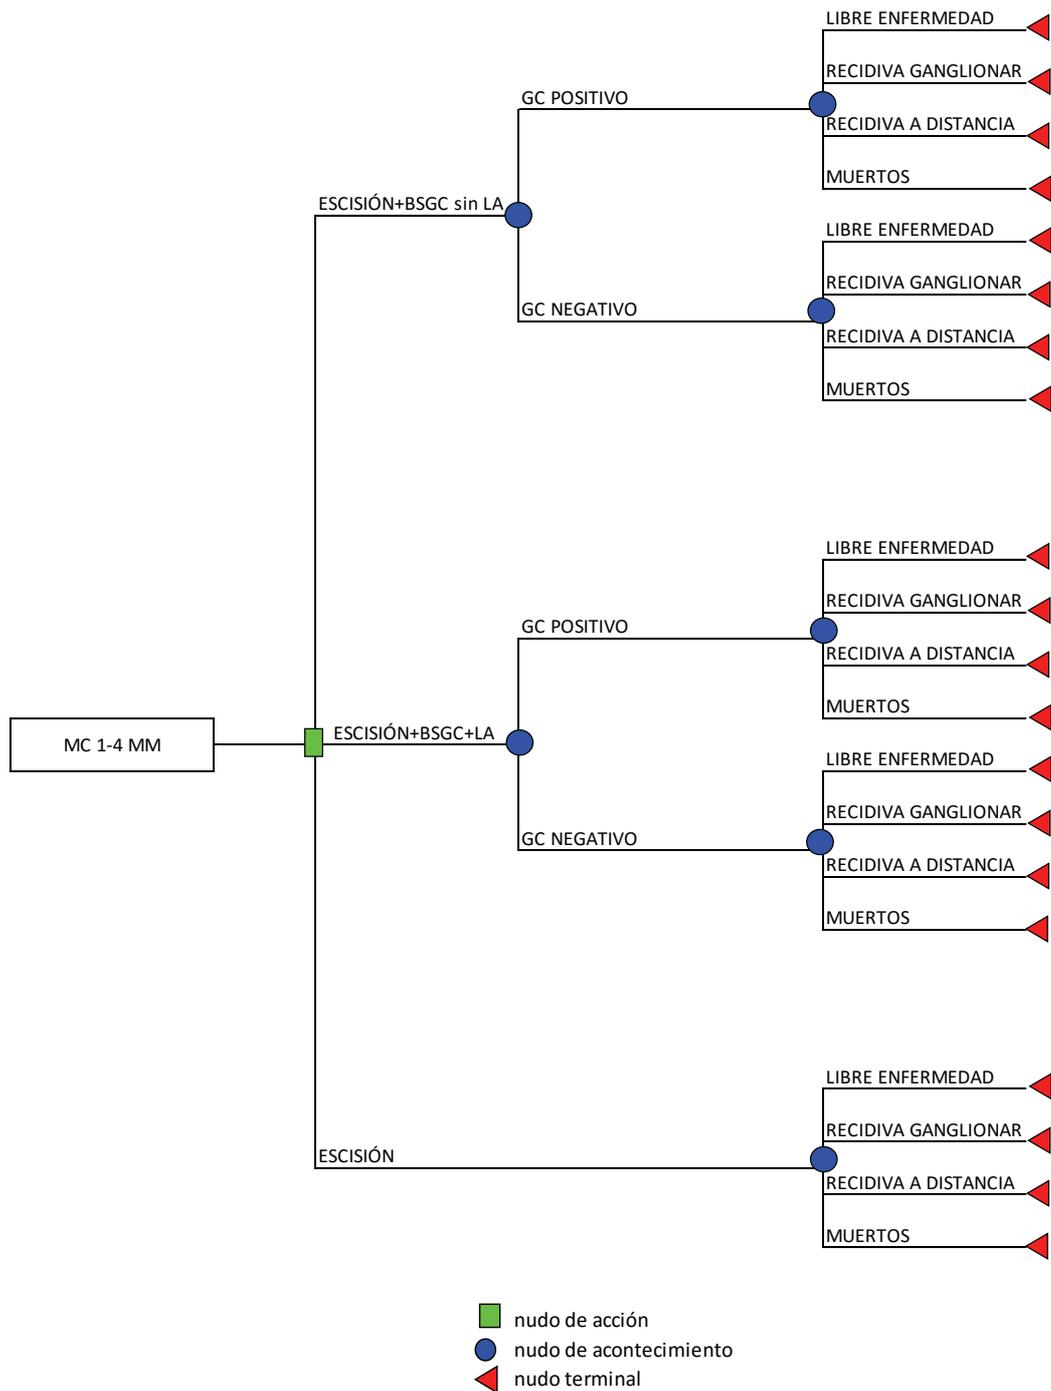 LIBRE ENFERMEDAD
RECIDIVA GANGLIONAR
GC POSITIVO
RECIDIVA A DISTANCIA
MUERTOS
ESCISIÓN+BSGC sin LA
LIBRE ENFERMEDAD
RECIDIVA GANGLIONAR
GC NEGATIVO
RECIDIVA A DISTANCIA
MUERTOS
LIBRE ENFERMEDAD
RECIDIVA GANGLIONAR
GC POSITIVO
RECIDIVA A DISTANCIA
MUERTOS
MC 1-4 MM
ESCISIÓN+BSGC+LA
LIBRE ENFERMEDAD
RECIDIVA GANGLIONAR
GC NEGATIVO
RECIDIVA A DISTANCIA
MUERTOS
LIBRE ENFERMEDAD
RECIDIVA GANGLIONAR
ESCISIÓN
RECIDIVA A DISTANCIA
MUERTOS
nudo de acción
nudo de acontecimiento
nudo terminal